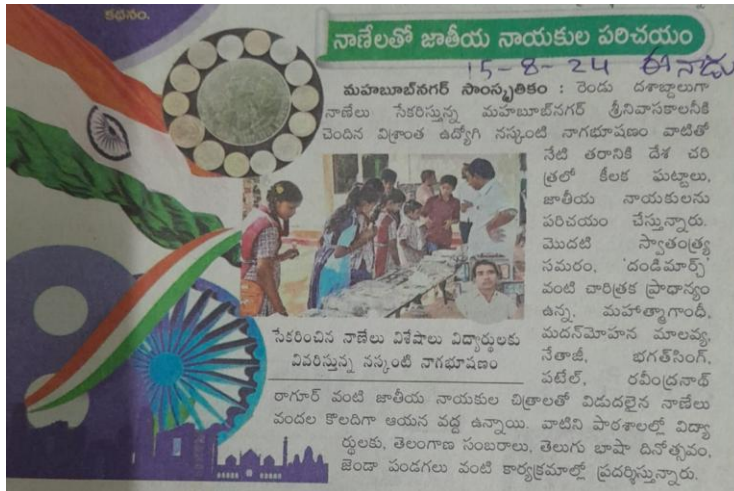 కథనం.
నాణేలతో జాతీయ నాయకుల పరిచయం
15-8-24 ఈనాడు
మహబూబ్‌నగర్ సాంస్కృతికం : రెండు దశాబ్దాలుగా
నాణేలు సేకరిస్తున్న మహబూబ్‌నగర్ శ్రీనివాసకాలనీకి
చెందిన విశ్రాంత ఉద్యోగి నస్కంటి నాగభూషణం వాటితో
నేటి తరానికి దేశ చరి
త్రలో కీలక ఘట్టాలు,
జాతీయ నాయకులను
పరిచయం చేస్తున్నారు.
మొదటి స్వాతంత్ర్య
సమరం, 'దండిమార్చ్'
వంటి చారిత్రక ప్రాధాన్యం
ఉన్న, మహాత్మాగాంధీ,
మదన్‌మోహన మాలవ్య,
నేతాజీ, భగత్‌సింగ్,
పటేల్, రవీంద్రనాథ్
సేకరించిన నాణేలు విశేషాలు విద్యార్థులకు
వివరిస్తున్న నస్కంటి నాగభూషణం
ఠాగూర్ వంటి జాతీయ నాయకుల చిత్రాలతో విడుదలైన నాణేలు
వందల కొలదిగా ఆయన వద్ద ఉన్నాయి. వాటిని పాఠశాలల్లో విద్యా
ర్థులకు, తెలంగాణ సంబరాలు, తెలుగు భాషా దినోత్సవం,
జెండా పండగలు వంటి కార్యక్రమాల్లో ప్రదర్శిస్తున్నారు.